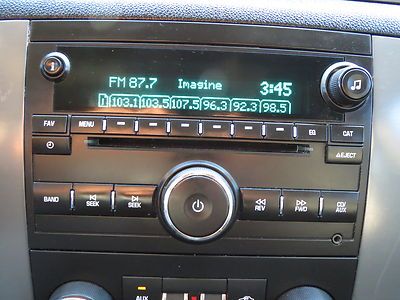 FM 87.7 Imagine 3:45
1 103.1 103.5 107.5 96.3 92.3 98.5
FAV MENU EQ CAT
EJECT
BAND SEEK SEEK REV FWD CD/AUX
AUX